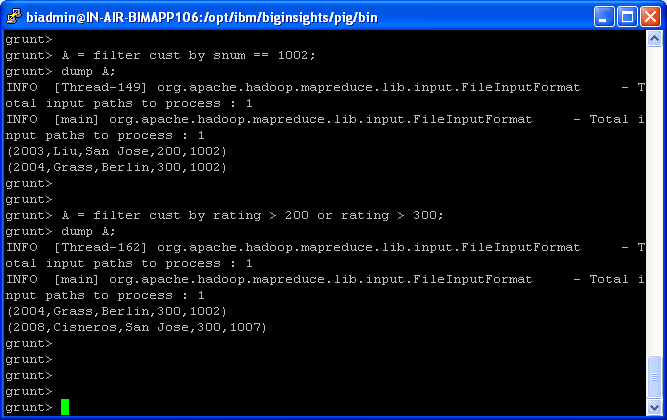 biadmin@IN-AIR-BIMAPP106:/opt/ibm/biginsights/pig/bin
grunt>
grunt> A = filter cust by snum == 1002;
grunt> dump A;
INFO  [Thread-149] org.apache.hadoop.mapreduce.lib.input.FileInputFormat     - T
otal input paths to process : 1
INFO  [main] org.apache.hadoop.mapreduce.lib.input.FileInputFormat     - Total i
nput paths to process : 1
(2003,Liu,San Jose,200,1002)
(2004,Grass,Berlin,300,1002)
grunt>
grunt>
grunt> A = filter cust by rating > 200 or rating > 300;
grunt> dump A;
INFO  [Thread-162] org.apache.hadoop.mapreduce.lib.input.FileInputFormat     - T
otal input paths to process : 1
INFO  [main] org.apache.hadoop.mapreduce.lib.input.FileInputFormat     - Total i
nput paths to process : 1
(2004,Grass,Berlin,300,1002)
(2008,Cisneros,San Jose,300,1007)
grunt>
grunt>
grunt>
grunt>
grunt>